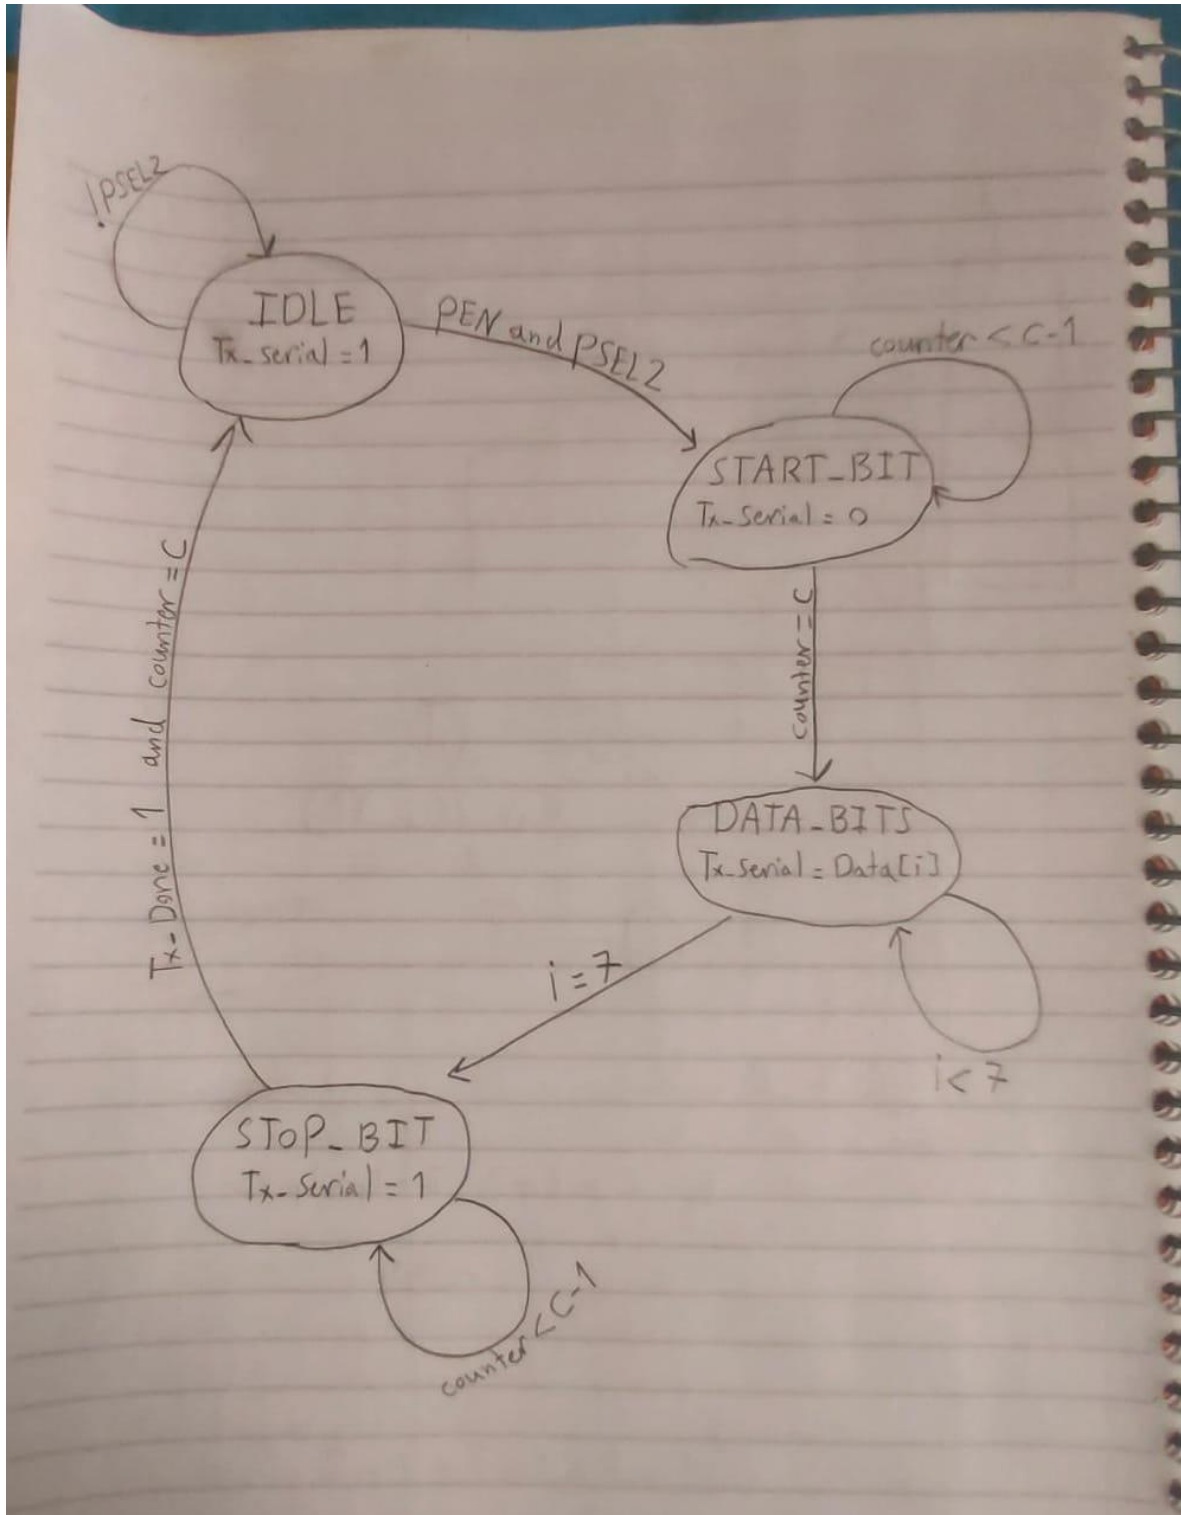 !PSEL2
IDLE
Tx_serial = 1
PEN and PSEL2
counter < C-1
START_BIT
Tx_serial = 0
counter = C
DATA_BITS
Tx_serial = Data[i]
i < 7
i = 7
STOP_BIT
Tx_serial = 1
counter < C-1
Tx_Done = 1 and counter = C